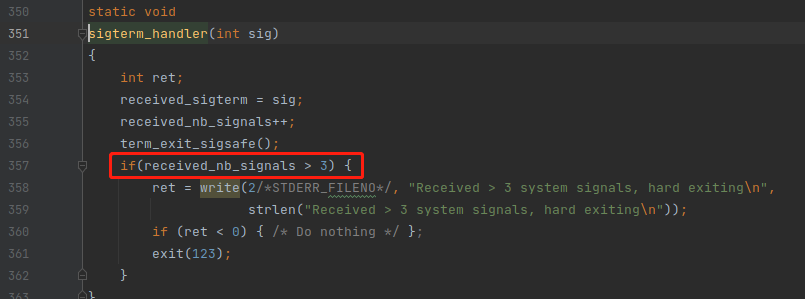 350 static void
351 sigterm_handler(int sig)
352 {
353 int ret;
354 received_sigterm = sig;
355 received_nb_signals++;
356 term_exit_sigsafe();
357 if(received_nb_signals > 3) {
358 ret = write(2/*STDERR_FILENO*/, "Received > 3 system signals, hard exiting\n",
359 strlen("Received > 3 system signals, hard exiting\n"));
360 if (ret < 0) { /* Do nothing */ };
361 exit(123);
362 }
363 }